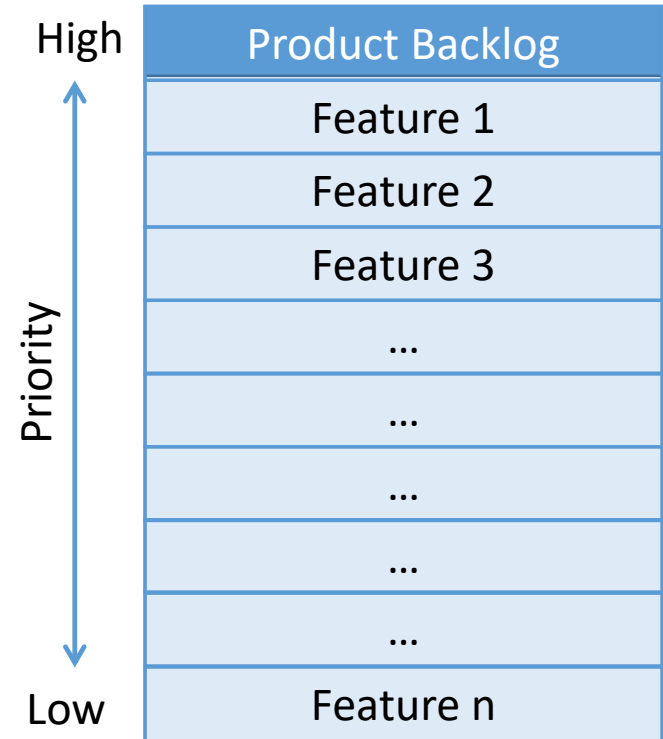 High
Product Backlog
Feature 1
Feature 2
Feature 3
...
...
...
...
...
Feature n
Priority
Low